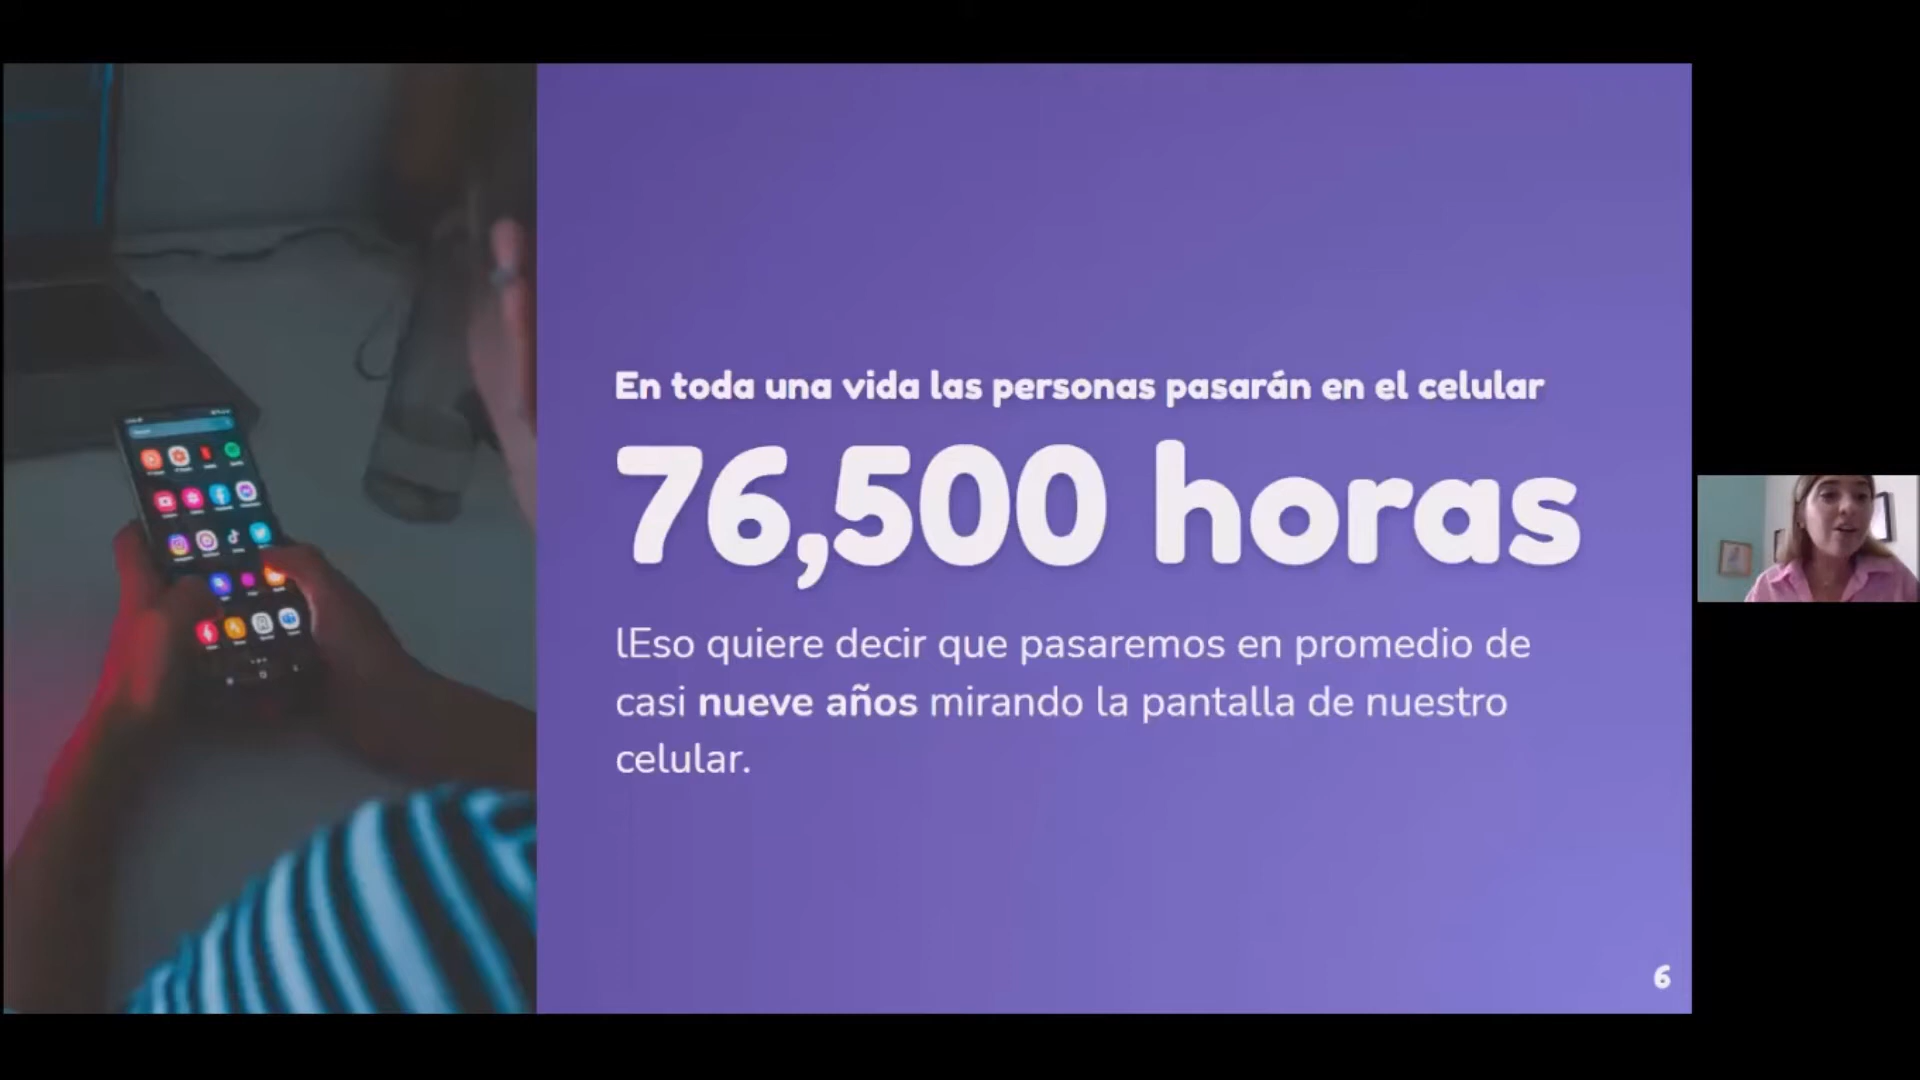 En toda una vida las personas pasarán en el celular
76,500 horas
lEso quiere decir que pasaremos en promedio de
casi nueve años mirando la pantalla de nuestro
celular.
6